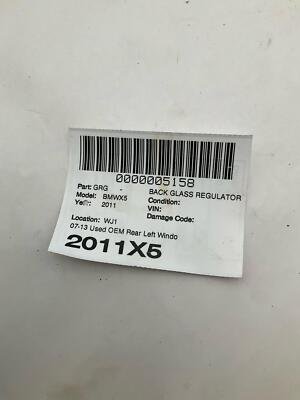 0000005158
Part: GRG - BACK GLASS REGULATOR
Model: BMWX5 Condition:
Year: 2011 VIN:
Damage Code:
Location: WJ1
07-13 Used OEM Rear Left Windo
2011X5